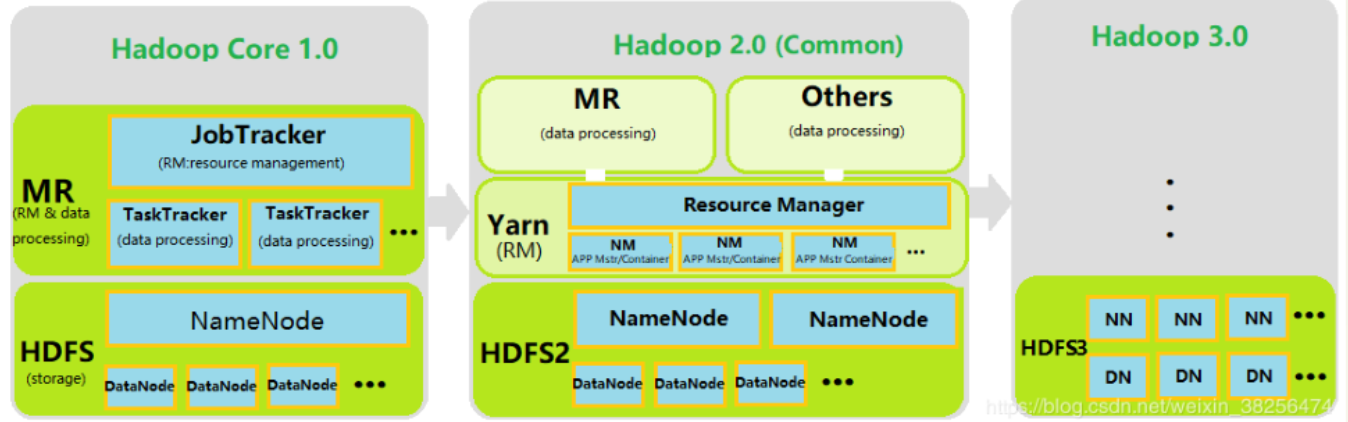 Hadoop Core 1.0
MR
(RM & data
processing)
JobTracker
(RM:resource management)
TaskTracker
(data processing)
TaskTracker
(data processing)
•••
HDFS
(storage)
NameNode
DataNode
DataNode
DataNode
•••
Hadoop 2.0 (Common)
MR
(data processing)
Others
(data processing)
Yarn
(RM)
Resource Manager
NM
APP Mstr/Container
NM
APP Mstr/Container
NM
APP Mstr Container
...
HDFS2
NameNode
NameNode
DataNode
DataNode
DataNode
•••
Hadoop 3.0
HDFS3
NN
NN
NN
•••
DN
DN
DN
•••
https://blog.csdn.net/weixin_38256474